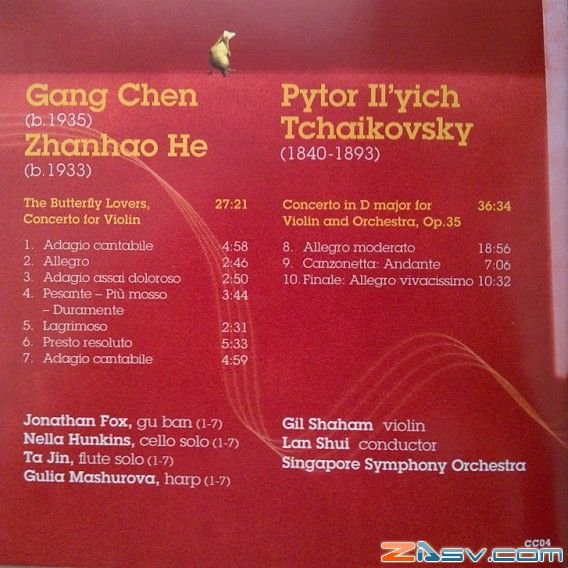 Gang Chen
(b.1935)
Zhanhao He
(b.1933)
The Butterfly Lovers, 27:21
Concerto for Violin
1. Adagio cantabile 4:58
2. Allegro 2:46
3. Adagio assai doloroso 2:50
4. Pesante – Più mosso 3:44
– Duramente
5. Lagrimoso 2:31
6. Presto resoluto 5:33
7. Adagio cantabile 4:59
Jonathan Fox, gu ban (1-7)
Nella Hunkins, cello solo (1-7)
Ta Jin, flute solo (1-7)
Gulia Mashurova, harp (1-7)
Pytor Il'yich
Tchaikovsky
(1840-1893)
Concerto in D major for 36:34
Violin and Orchestra, Op.35
8. Allegro moderato 18:56
9. Canzonetta: Andante 7:06
10. Finale: Allegro vivacissimo 10:32
Gil Shaham violin
Lan Shui conductor
Singapore Symphony Orchestra
CC04
ZASV.com